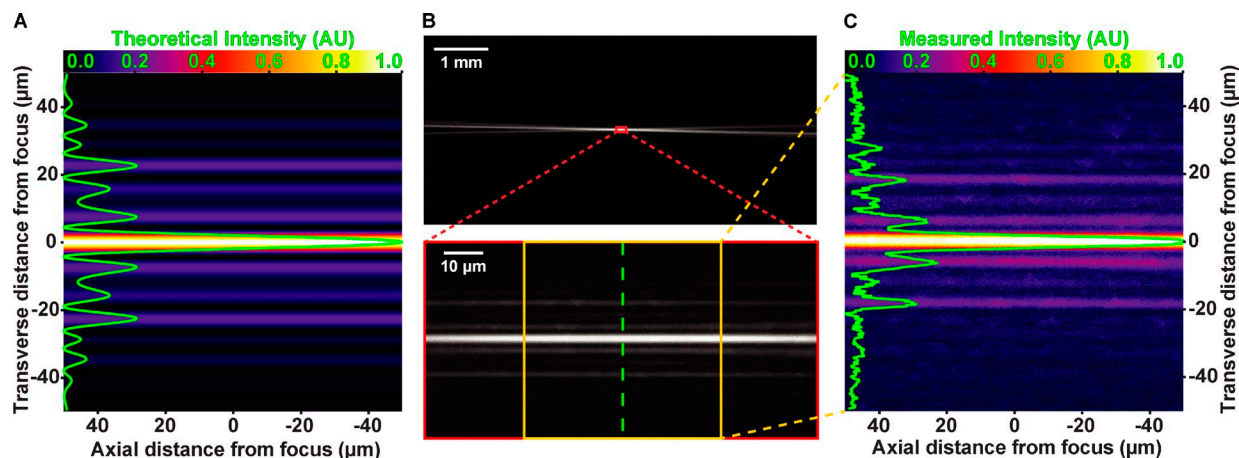 A
Theoretical Intensity (AU)
0.0 0.2 0.4 0.6 0.8 1.0
Transverse distance from focus (µm)
40
20
0
-20
-40
40 20 0 -20 -40
Axial distance from focus (µm)
B
1 mm
10 µm
C
Measured Intensity (AU)
0.0 0.2 0.4 0.6 0.8 1.0
40
20
0
-20
-40
Transverse distance from focus (µm)
40 20 0 -20 -40
Axial distance from focus (µm)